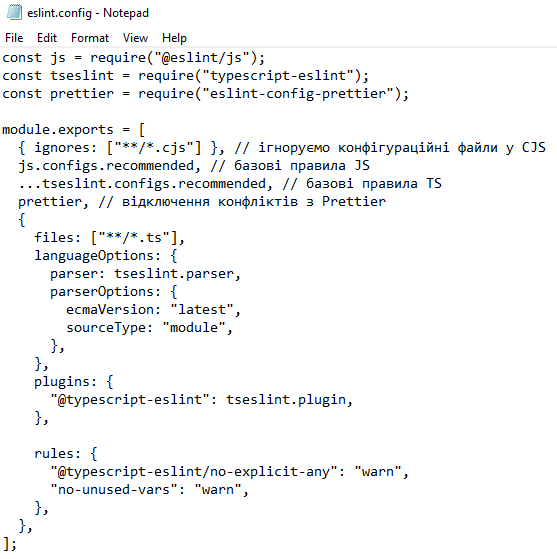 eslint.config - Notepad
File Edit Format View Help
const js = require("@eslint/js");
const tseslint = require("typescript-eslint");
const prettier = require("eslint-config-prettier");

module.exports = [
  { ignores: ["**/*.cjs"] }, // ігноруємо конфігураційні файли у CJS
  js.configs.recommended, // базові правила JS
  ...tseslint.configs.recommended, // базові правила TS
  prettier, // відключення конфліктів з Prettier
  {
    files: ["**/*.ts"],
    languageOptions: {
      parser: tseslint.parser,
      parserOptions: {
        ecmaVersion: "latest",
        sourceType: "module",
      },
    },
    plugins: {
      "@typescript-eslint": tseslint.plugin,
    },

    rules: {
      "@typescript-eslint/no-explicit-any": "warn",
      "no-unused-vars": "warn",
    },
  },
];